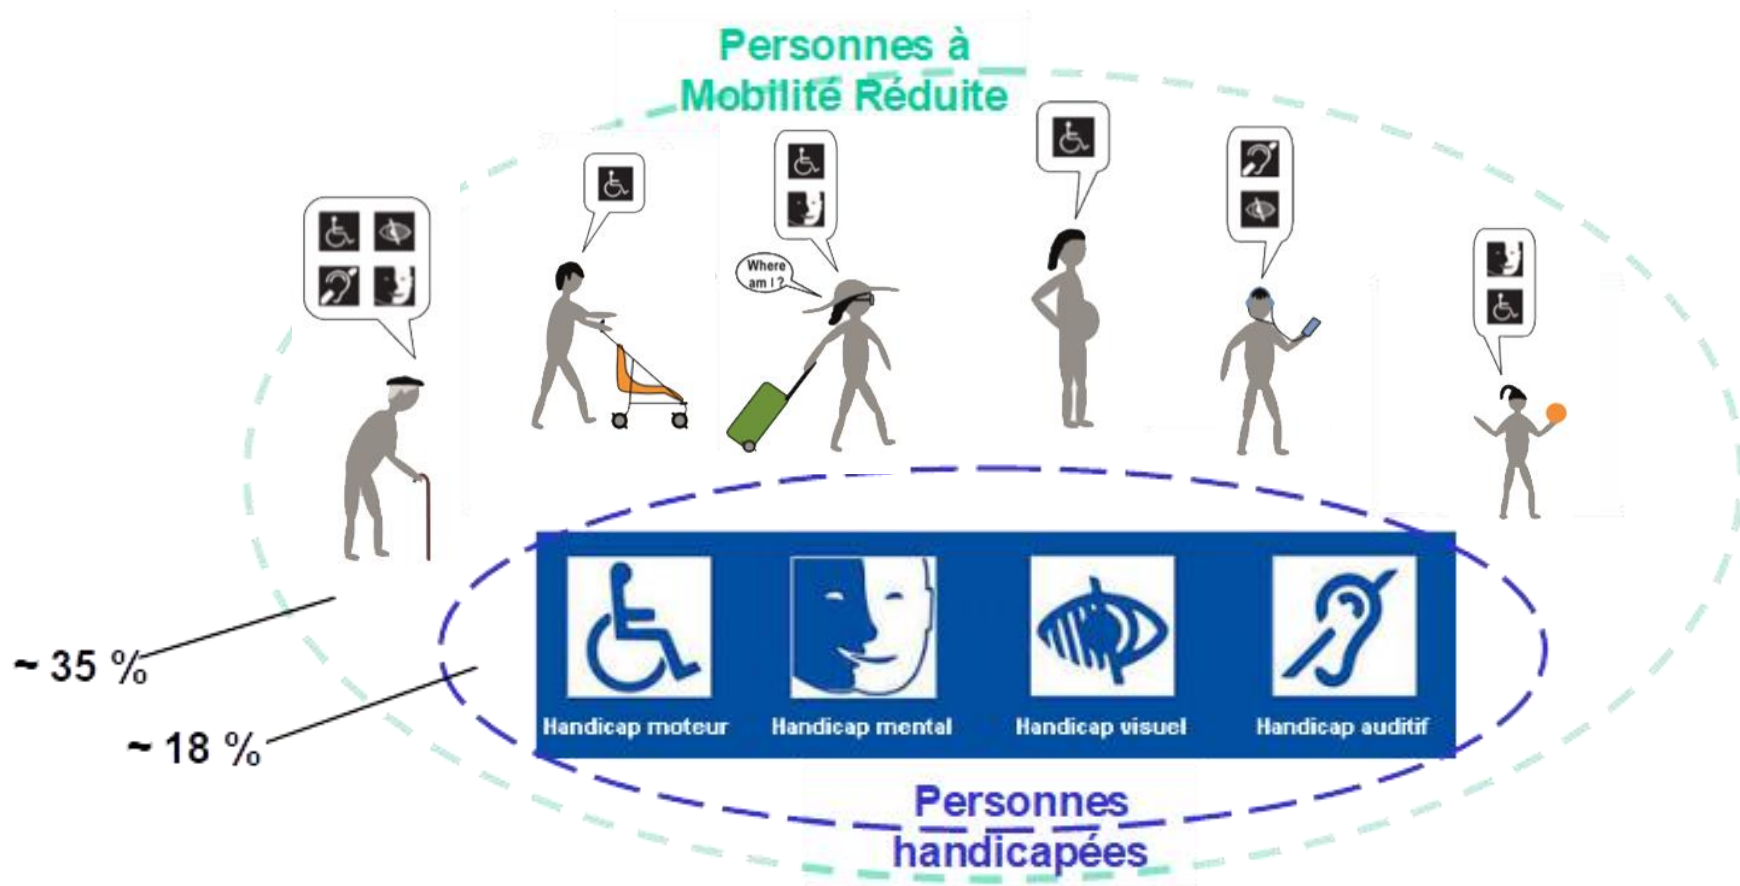 Personnes à
Mobilité Réduite
Where
am I ?
~ 35 %
~ 18 %
Handicap moteur
Handicap mental
Handicap visuel
Handicap auditif
Personnes
handicapées